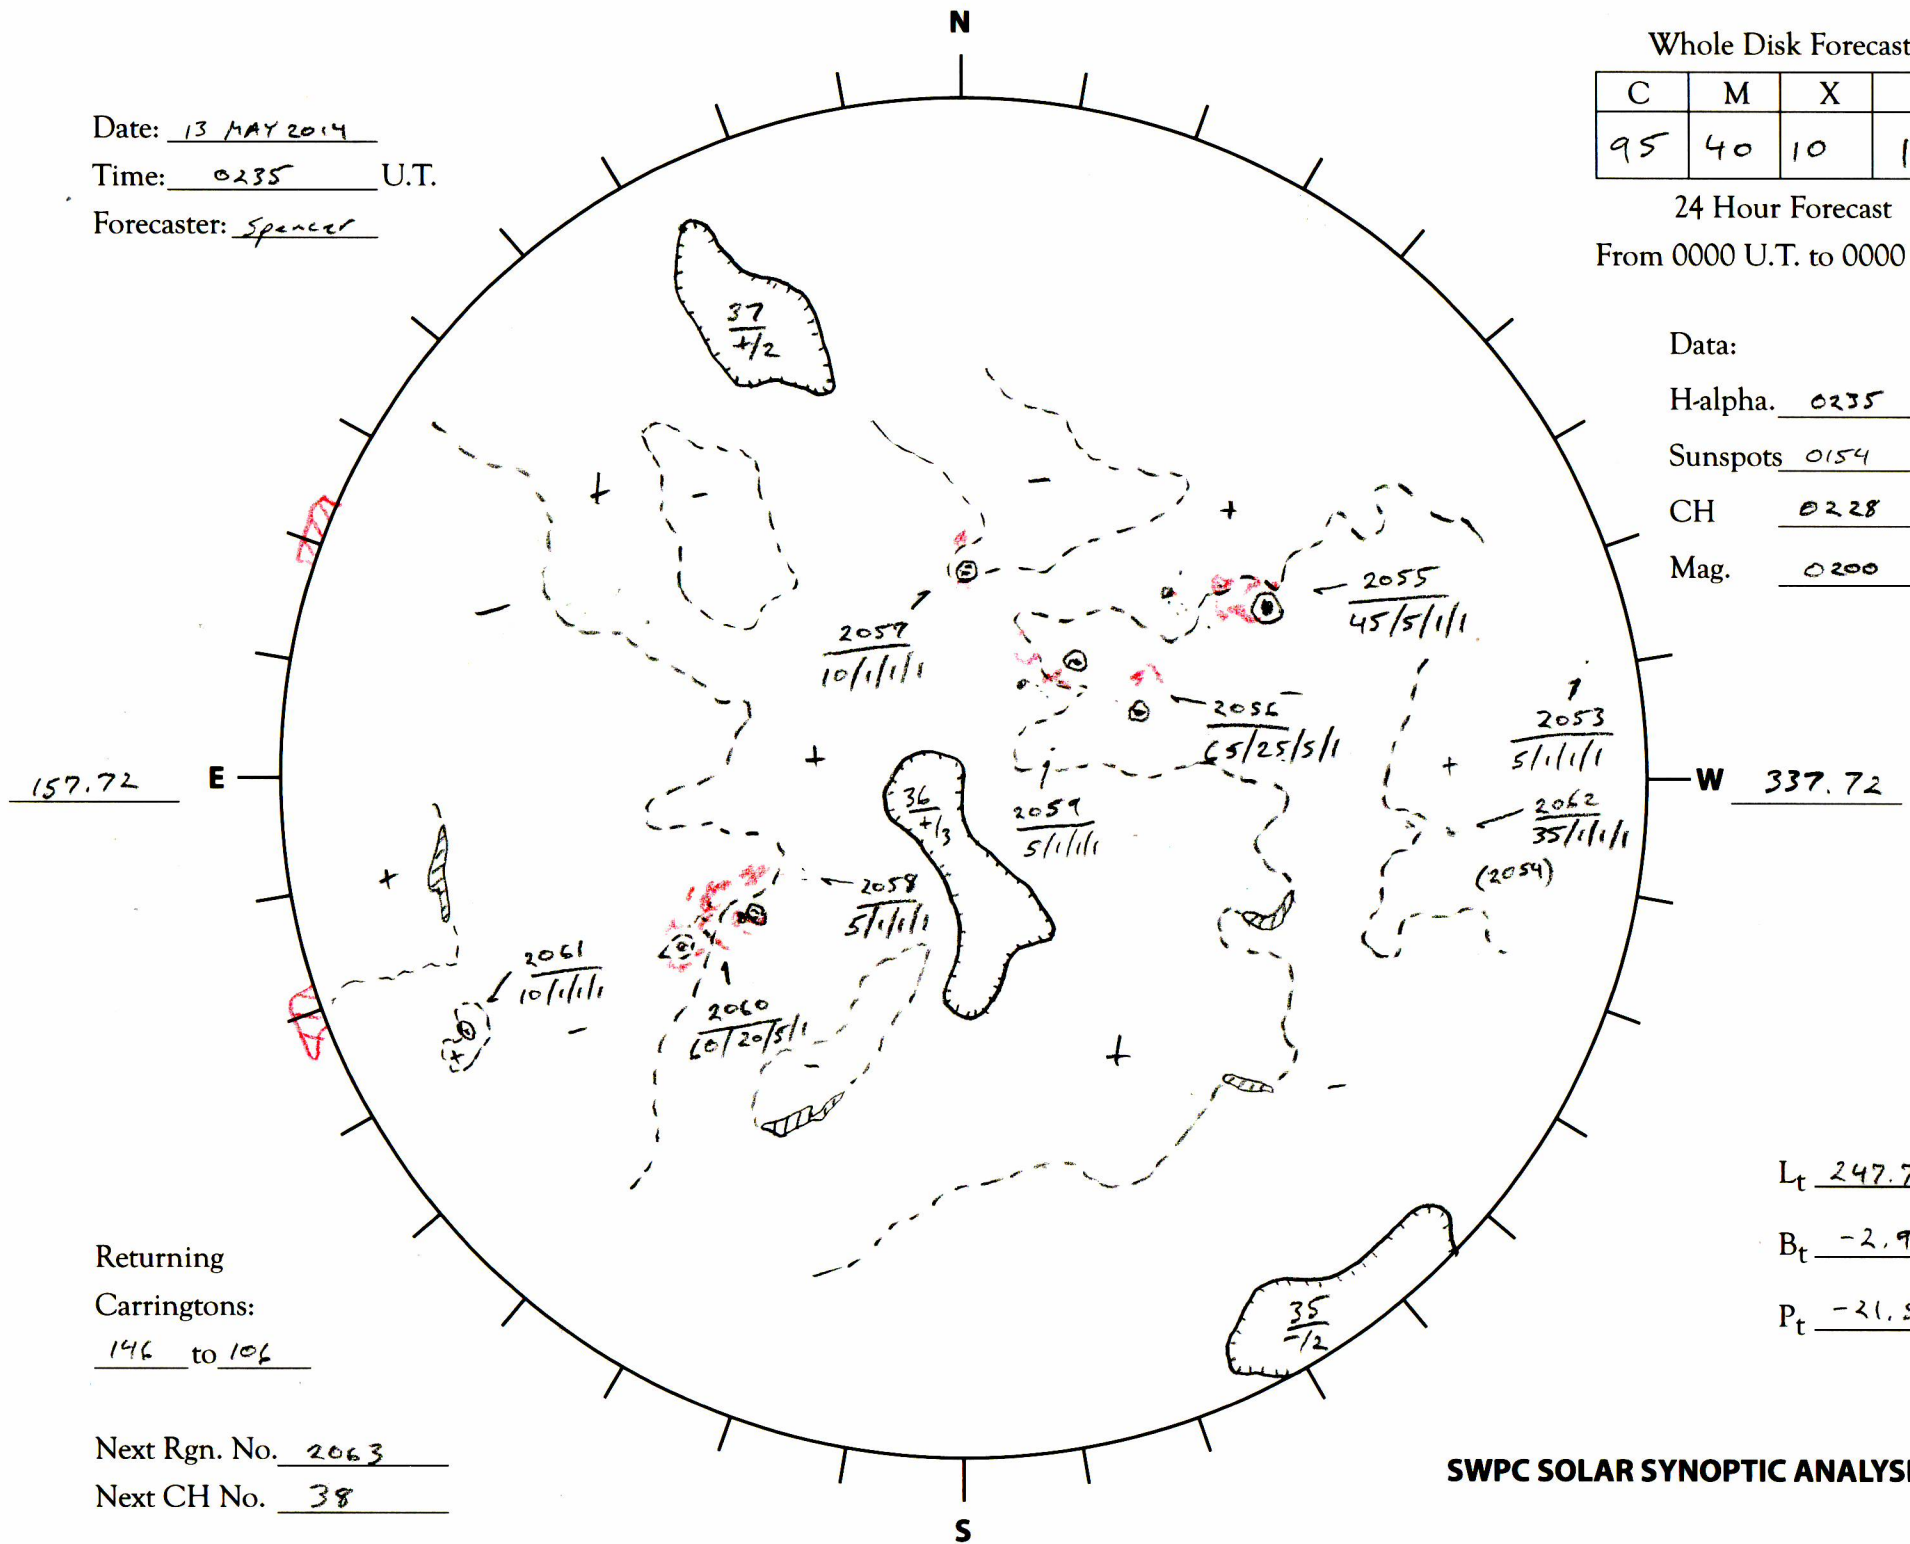 N
Whole Disk Forecast
C M X
95 40 10 1
24 Hour Forecast
From 0000 U.T. to 0000
Date: 13 MAY 2014
Time: 0235 U.T.
Forecaster: Spencer
Data:
H-alpha. 0235
Sunspots 0154
CH 0228
Mag. 0200
37
+/2
+
-
-
+
-
2055
45/5/1/1
2057
10/1/1/1
2056
65/25/5/1
2053
5/1/1/1
+
+
157.72 E
W 337.72
36
+/3
2059
5/1/1/1
2062
35/1/1/1
(2054)
+
2058
5/1/1/1
2061
10/1/1/1
2060
60/20/5/1
+
-
-
+
-
35
-/2
Lt 247.7
Bt -2.9
Pt -21.5
Returning
Carringtons:
146 to 106
Next Rgn. No. 2063
Next CH No. 38
SWPC SOLAR SYNOPTIC ANALYSI
S